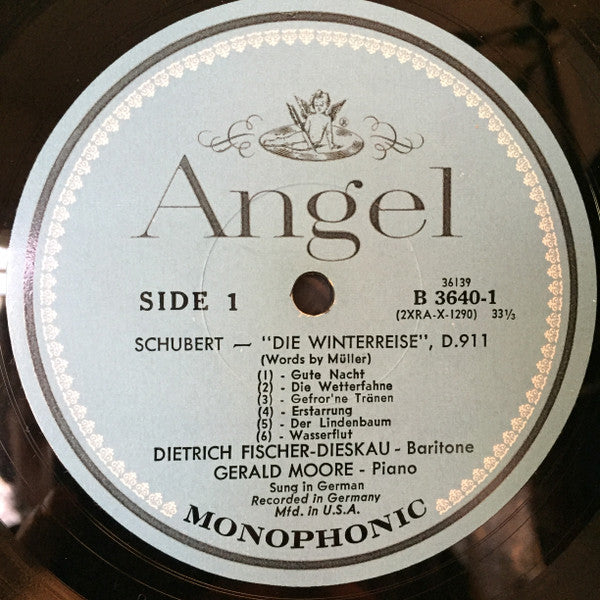 Angel
36139
SIDE 1 B 3640-1
(2XRA-X-1290) 33⅓
SCHUBERT — "DIE WINTERREISE", D.911
(Words by Müller)
(1) - Gute Nacht
(2) - Die Wetterfahne
(3) - Gefror'ne Tränen
(4) - Erstarrung
(5) - Der Lindenbaum
(6) - Wasserflut
DIETRICH FISCHER-DIESKAU - Baritone
GERALD MOORE - Piano
Sung in German
Recorded in Germany
Mfd. in U.S.A.
MONOPHONIC